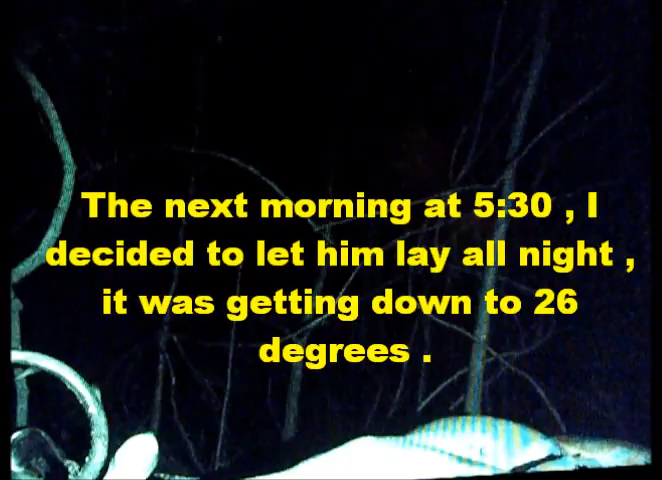 The next morning at 5:30 , I
decided to let him lay all night ,
it was getting down to 26
degrees .